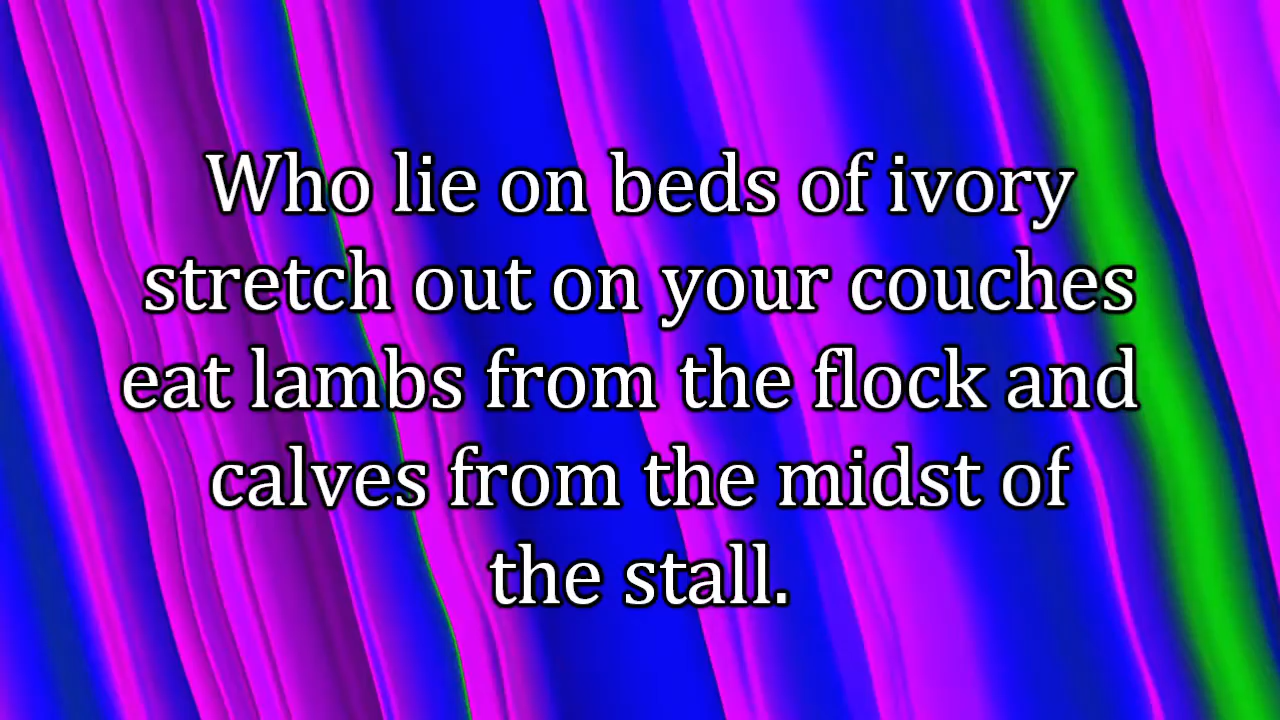 Who lie on beds of ivory
stretch out on your couches
eat lambs from the flock and
calves from the midst of
the stall.